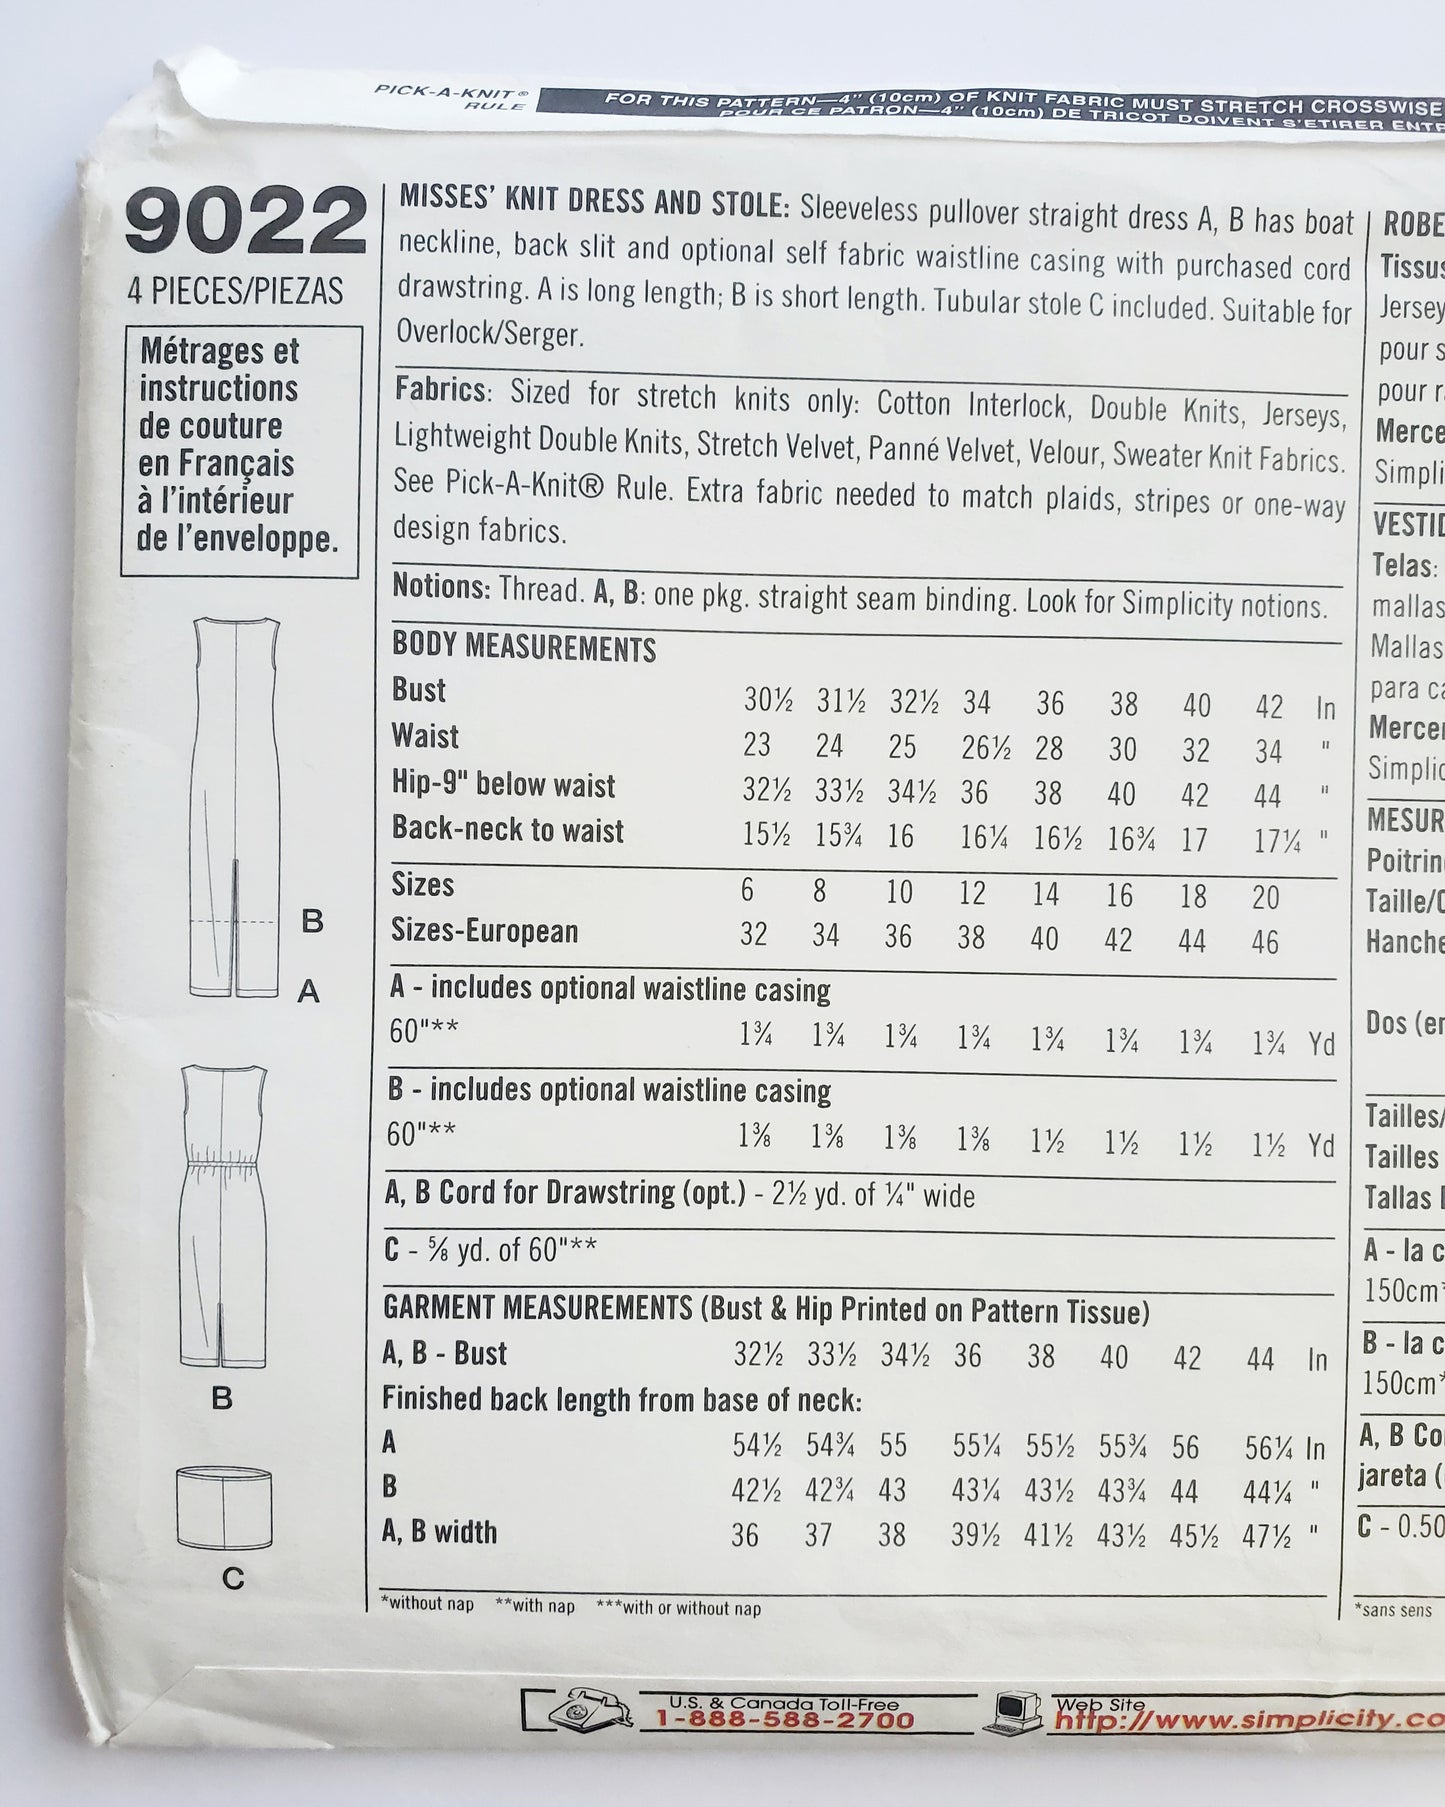 PICK-A-KNIT®
RULE
FOR THIS PATTERN—4" (10cm) OF KNIT FABRIC MUST STRETCH CROSSWISE
POUR CE PATRON—4" (10cm) DE TRICOT DOIVENT S'ETIRER
9022
4 PIECES/PIEZAS
Métrages et
instructions
de couture
en Français
à l'intérieur
de l'enveloppe.
B
A
B
C
MISSES' KNIT DRESS AND STOLE: Sleeveless pullover straight dress A, B has boat
neckline, back slit and optional self fabric waistline casing with purchased cord
drawstring. A is long length; B is short length. Tubular stole C included. Suitable for
Overlock/Serger.
Fabrics: Sized for stretch knits only: Cotton Interlock, Double Knits, Jerseys,
Lightweight Double Knits, Stretch Velvet, Panné Velvet, Velour, Sweater Knit Fabrics.
See Pick-A-Knit® Rule. Extra fabric needed to match plaids, stripes or one-way
design fabrics.
Notions: Thread. A, B: one pkg. straight seam binding. Look for Simplicity notions.
BODY MEASUREMENTS
Bust 30½ 31½ 32½ 34 36 38 40 42 In
Waist 23 24 25 26½ 28 30 32 34 "
Hip-9" below waist 32½ 33½ 34½ 36 38 40 42 44 "
Back-neck to waist 15½ 15¾ 16 16¼ 16½ 16¾ 17 17¼ "
Sizes 6 8 10 12 14 16 18 20
Sizes-European 32 34 36 38 40 42 44 46
A - includes optional waistline casing
60"** 1¾ 1¾ 1¾ 1¾ 1¾ 1¾ 1¾ 1¾ Yd
B - includes optional waistline casing
60"** 1⅜ 1⅜ 1⅜ 1⅜ 1½ 1½ 1½ 1½ Yd
A, B Cord for Drawstring (opt.) - 2½ yd. of ¼" wide
C - ⅝ yd. of 60"**
GARMENT MEASUREMENTS (Bust & Hip Printed on Pattern Tissue)
A, B - Bust 32½ 33½ 34½ 36 38 40 42 44 In
Finished back length from base of neck:
A 54½ 54¾ 55 55¼ 55½ 55¾ 56 56¼ In
B 42½ 42¾ 43 43¼ 43½ 43¾ 44 44¼ "
A, B width 36 37 38 39½ 41½ 43½ 45½ 47½ "
*without nap **with nap ***with or without nap
ROBE
Tissus
Jersey
pour s
pour r
Merce
Simpli
VESTID
Telas:
mallas
Mallas
para ca
Merce
Simplic
MESUR
Poitrin
Taille/
Hanche
Dos (en
Tailles/
Tailles
Tallas
A - la c
150cm*
B - la c
150cm*
A, B Co
jareta (
C - 0.50
*sans sens
U.S. & Canada Toll-Free
1-888-588-2700
Web Site
http://www.simplicity.co